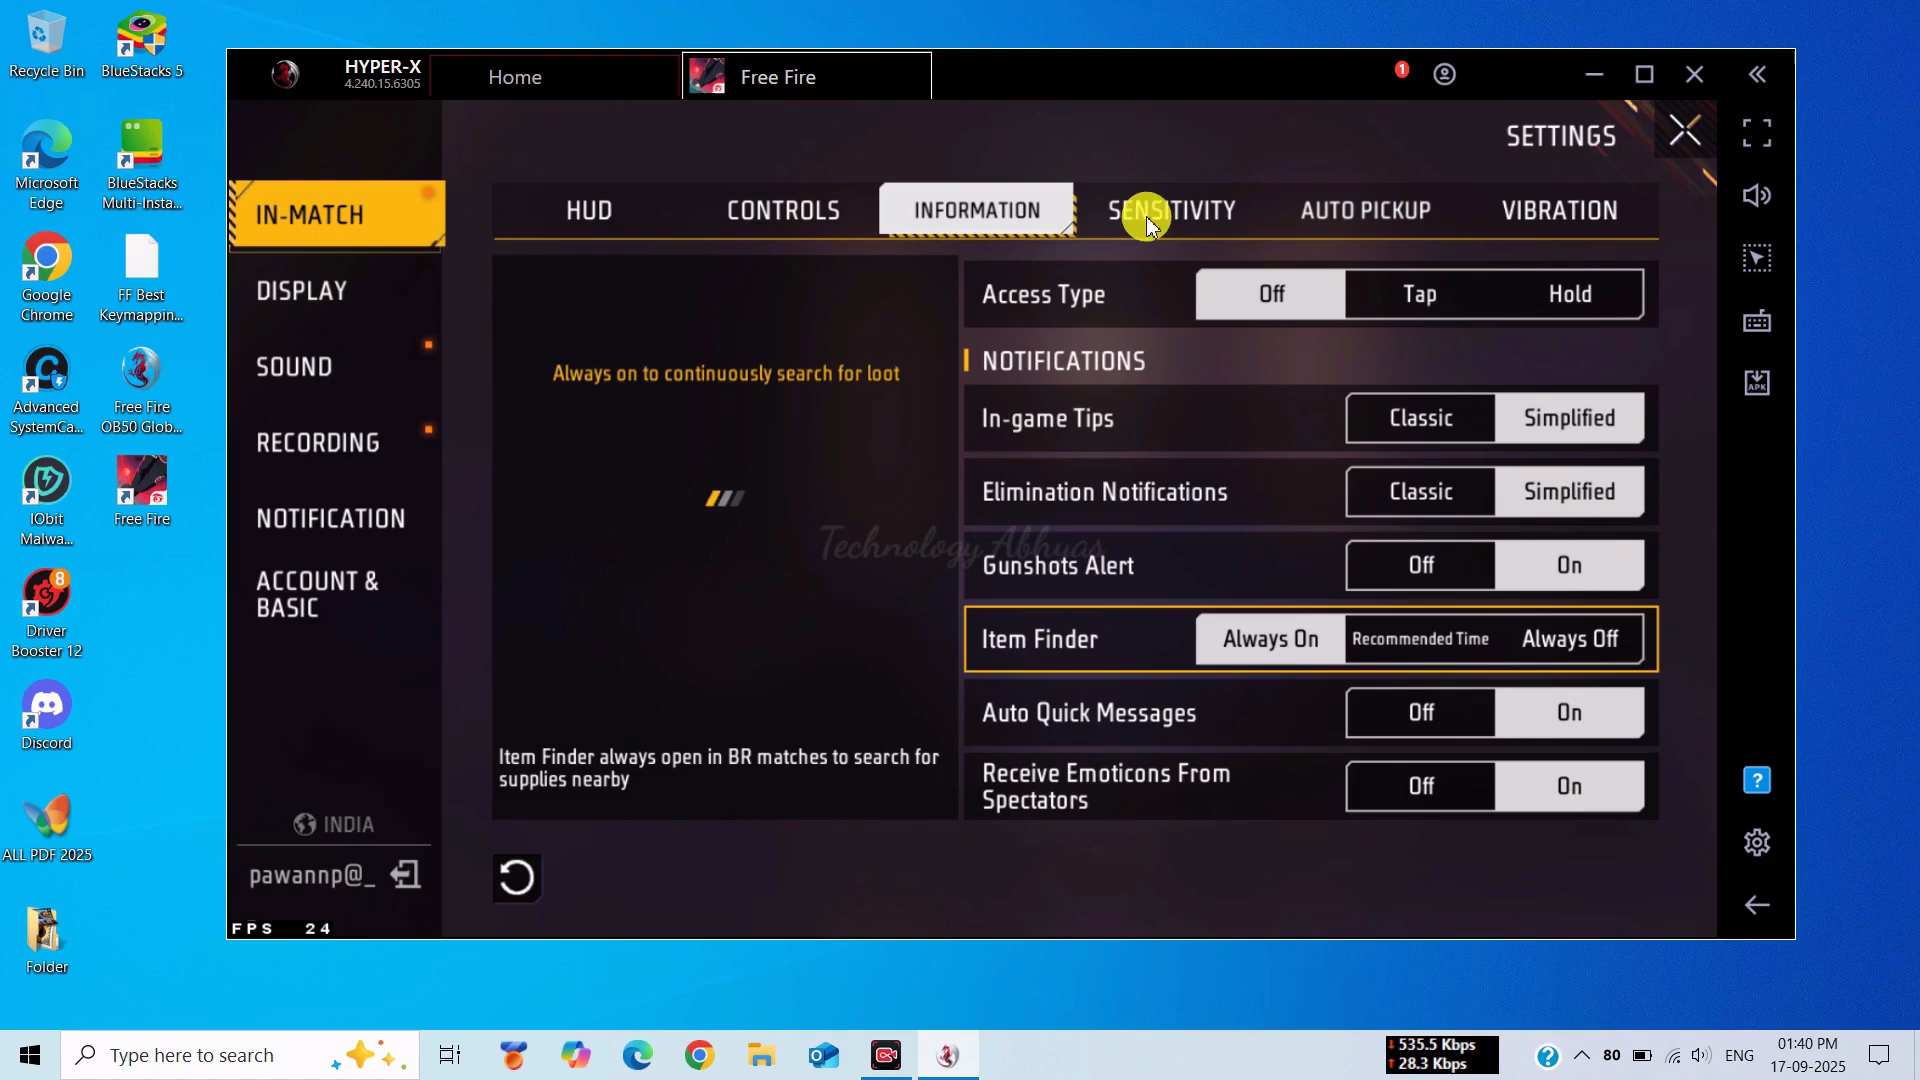 Recycle Bin
BlueStacks 5
Microsoft
Edge
BlueStacks
Multi-Insta...
Google
Chrome
FF Best
Keymappin...
Advanced
SystemCa...
Free Fire
OB50 Glob...
IObit
Malwa...
Free Fire
8
Driver
Booster 12
Discord
ALL PDF 2025
Folder
HYPER-X
4.240.15.6305
Home
Free Fire
1
SETTINGS
IN-MATCH
DISPLAY
SOUND
RECORDING
NOTIFICATION
ACCOUNT &
BASIC
INDIA
pawannp@_
FPS 24
HUD
CONTROLS
INFORMATION
SENSITIVITY
AUTO PICKUP
VIBRATION
Always on to continuously search for loot
Item Finder always open in BR matches to search for
supplies nearby
Access Type
Off
Tap
Hold
NOTIFICATIONS
In-game Tips
Classic
Simplified
Elimination Notifications
Classic
Simplified
Technology Abhyas
Gunshots Alert
Off
On
Item Finder
Always On
Recommended Time
Always Off
Auto Quick Messages
Off
On
Receive Emoticons From
Spectators
Off
On
APK
?
Type here to search
535.5 Kbps
28.3 Kbps
?
80
ENG
01:40 PM
17-09-2025